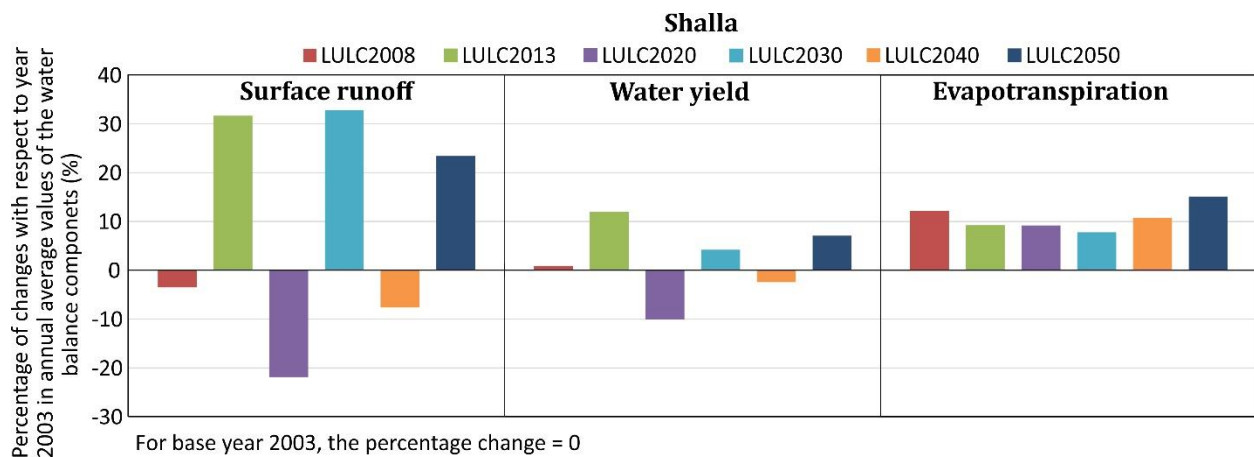 Shalla
LULC2008 LULC2013 LULC2020 LULC2030 LULC2040 LULC2050
Percentage of changes with respect to year
2003 in annual average values of the water
balance componets (%)
40
30
20
10
0
-10
-20
-30
Surface runoff
Water yield
Evapotranspiration
For base year 2003, the percentage change = 0